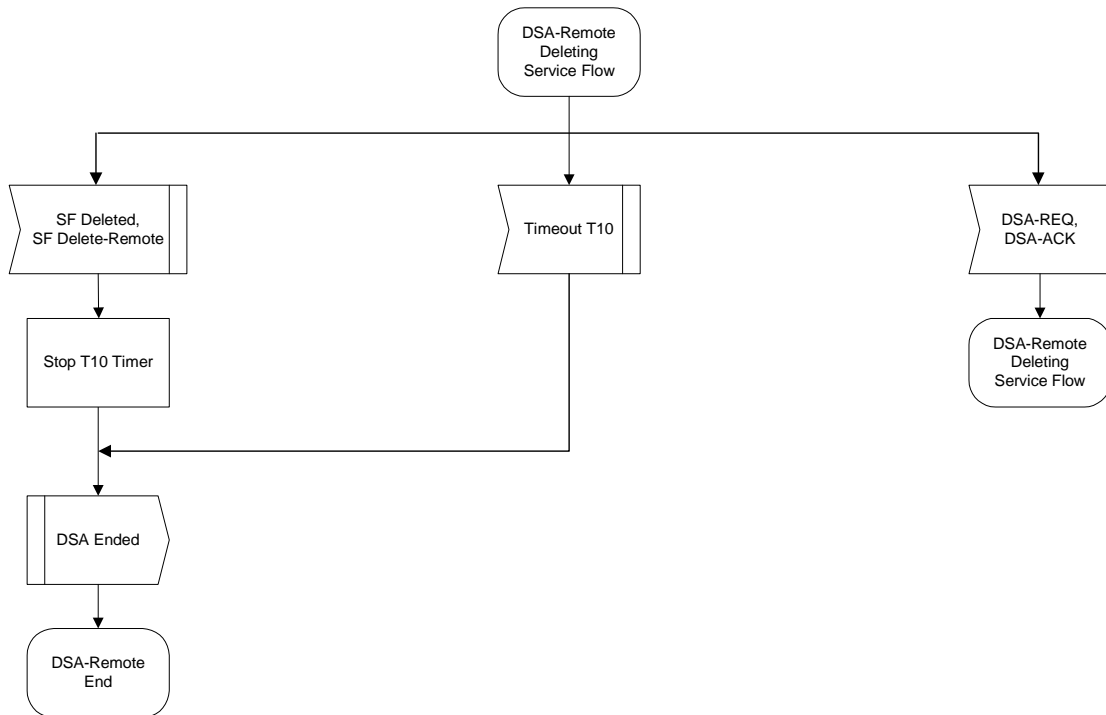 DSA-Remote
Deleting
Service Flow
SF Deleted,
SF Delete-Remote
Timeout T10
DSA-REQ,
DSA-ACK
Stop T10 Timer
DSA-Remote
Deleting
Service Flow
DSA Ended
DSA-Remote
End